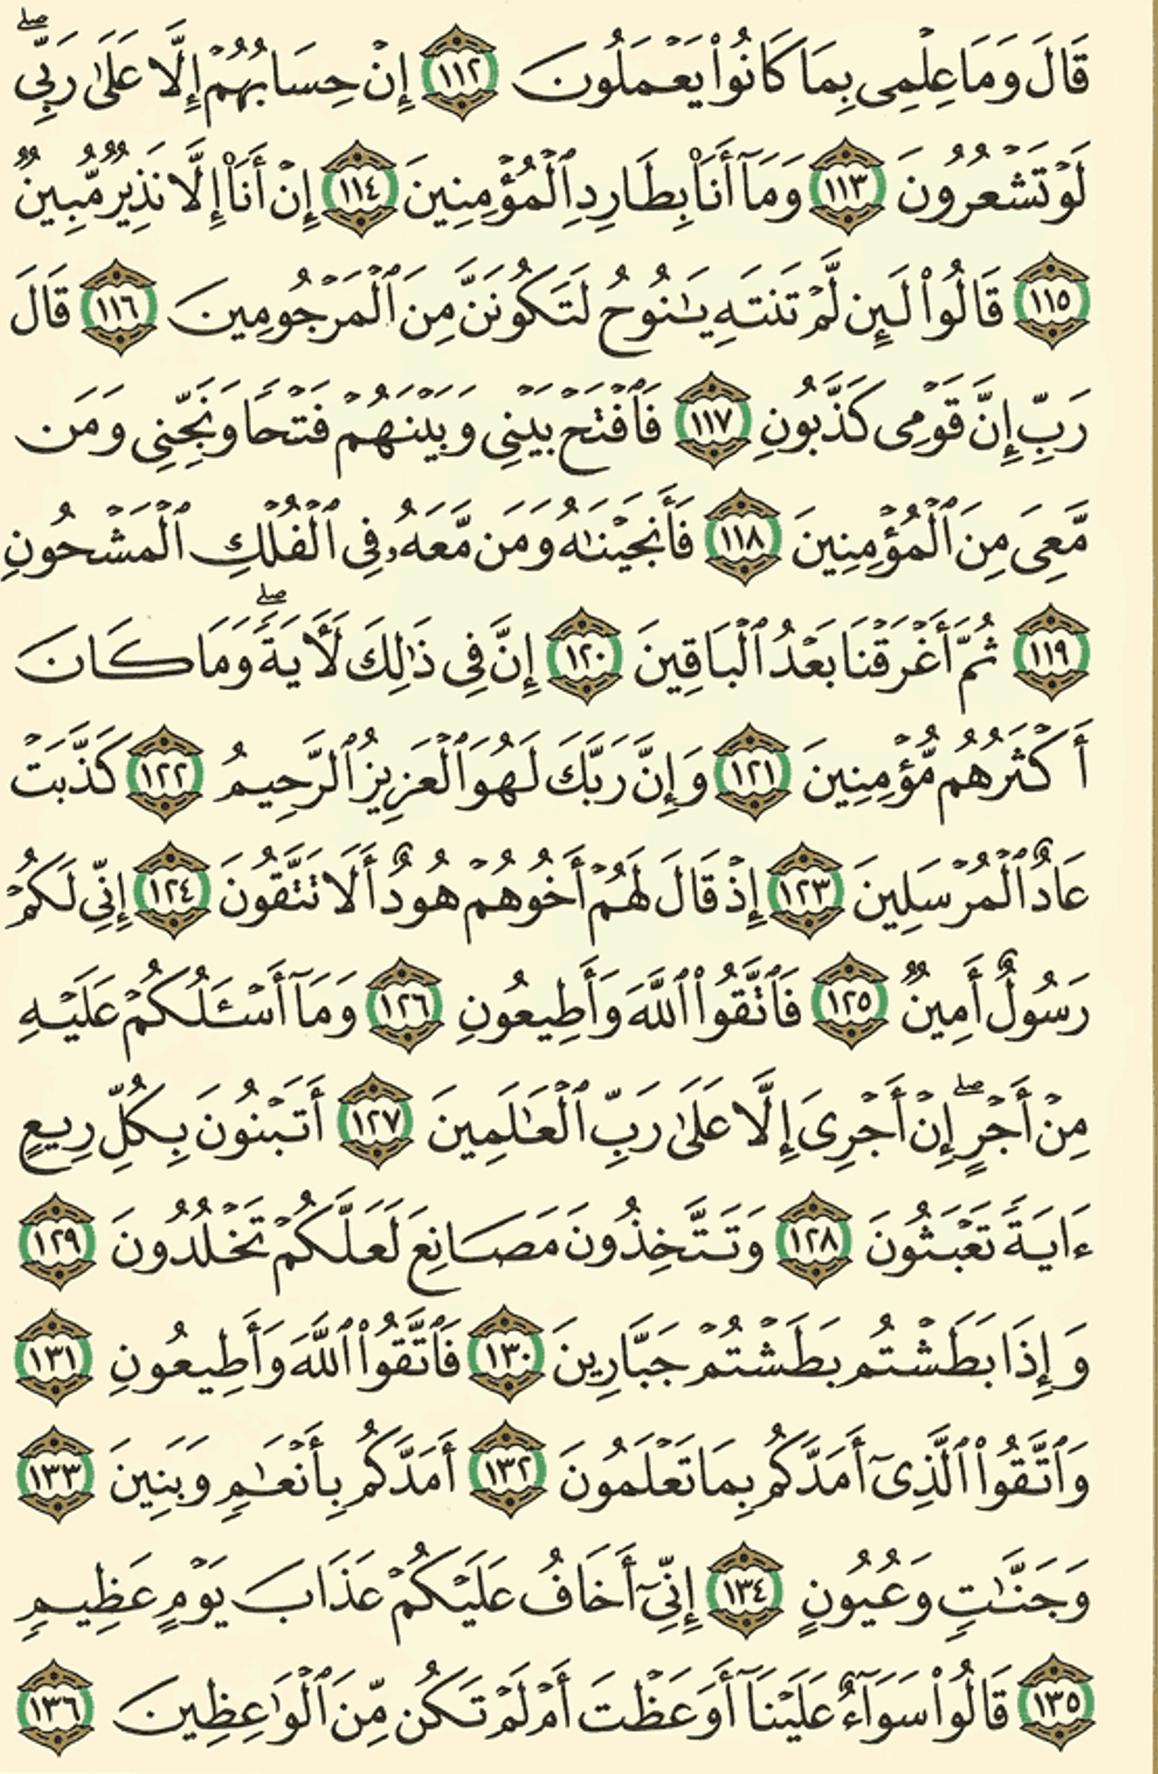 قَالَ وَمَا عِلْمِى بِمَا كَانُوا۟ يَعْمَلُونَ ١١٢ إِنْ حِسَابُهُمْ إِلَّا عَلَىٰ رَبِّى ۖ
لَوْ تَشْعُرُونَ ١١٣ وَمَآ أَنَا۠ بِطَارِدِ ٱلْمُؤْمِنِينَ ١١٤ إِنْ أَنَا۠ إِلَّا نَذِيرٌ مُّبِينٌ
١١٥ قَالُوا۟ لَئِن لَّمْ تَنتَهِ يَـٰنُوحُ لَتَكُونَنَّ مِنَ ٱلْمَرْجُومِينَ ١١٦ قَالَ
رَبِّ إِنَّ قَوْمِى كَذَّبُونِ ١١٧ فَٱفْتَحْ بَيْنِى وَبَيْنَهُمْ فَتْحًا وَنَجِّنِى وَمَن
مَّعِىَ مِنَ ٱلْمُؤْمِنِينَ ١١٨ فَأَنجَيْنَـٰهُ وَمَن مَّعَهُۥ فِى ٱلْفُلْكِ ٱلْمَشْحُونِ
١١٩ ثُمَّ أَغْرَقْنَا بَعْدُ ٱلْبَاقِينَ ١٢٠ إِنَّ فِى ذَٰلِكَ لَـَٔايَةً ۖ وَمَا كَانَ
أَكْثَرُهُم مُّؤْمِنِينَ ١٢١ وَإِنَّ رَبَّكَ لَهُوَ ٱلْعَزِيزُ ٱلرَّحِيمُ ١٢٢ كَذَّبَتْ
عَادٌ ٱلْمُرْسَلِينَ ١٢٣ إِذْ قَالَ لَهُمْ أَخُوهُمْ هُودٌ أَلَا تَتَّقُونَ ١٢٤ إِنِّى لَكُمْ
رَسُولٌ أَمِينٌ ١٢٥ فَٱتَّقُوا۟ ٱللَّهَ وَأَطِيعُونِ ١٢٦ وَمَآ أَسْـَٔلُكُمْ عَلَيْهِ
مِنْ أَجْرٍ ۖ إِنْ أَجْرِىَ إِلَّا عَلَىٰ رَبِّ ٱلْعَـٰلَمِينَ ١٢٧ أَتَبْنُونَ بِكُلِّ رِيعٍ
ءَايَةً تَعْبَثُونَ ١٢٨ وَتَتَّخِذُونَ مَصَانِعَ لَعَلَّكُمْ تَخْلُدُونَ ١٢٩
وَإِذَا بَطَشْتُم بَطَشْتُمْ جَبَّارِينَ ١٣٠ فَٱتَّقُوا۟ ٱللَّهَ وَأَطِيعُونِ ١٣١
وَٱتَّقُوا۟ ٱلَّذِىٓ أَمَدَّكُم بِمَا تَعْلَمُونَ ١٣٢ أَمَدَّكُم بِأَنْعَـٰمٍ وَبَنِينَ ١٣٣
وَجَنَّـٰتٍ وَعُيُونٍ ١٣٤ إِنِّىٓ أَخَافُ عَلَيْكُمْ عَذَابَ يَوْمٍ عَظِيمٍ
١٣٥ قَالُوا۟ سَوَآءٌ عَلَيْنَآ أَوَعَظْتَ أَمْ لَمْ تَكُن مِّنَ ٱلْوَٰعِظِينَ ١٣٦